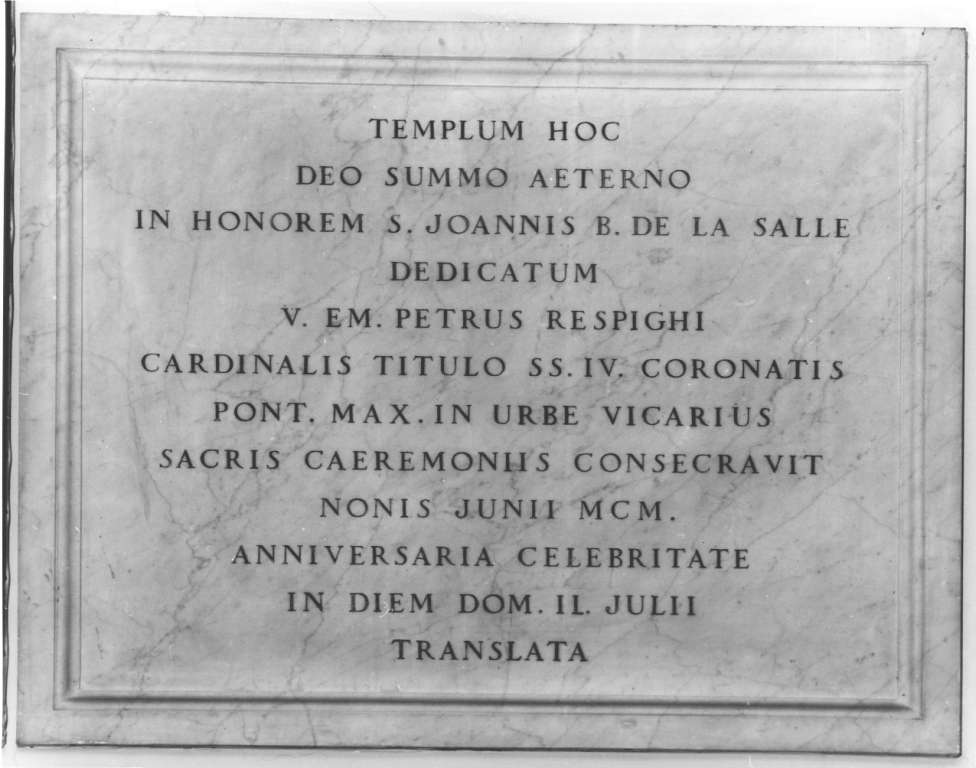 TEMPLUM HOC
DEO SUMMO AETERNO
IN HONOREM S. JOANNIS B. DE LA SALLE
DEDICATUM
V. EM. PETRUS RESPIGHI
CARDINALIS TITULO SS. IV. CORONATIS
PONT. MAX. IN URBE VICARIUS
SACRIS CAEREMONIIS CONSECRAVIT
NONIS JUNII MCM.
ANNIVERSARIA CELEBRITATE
IN DIEM DOM. II. JULII
TRANSLATA